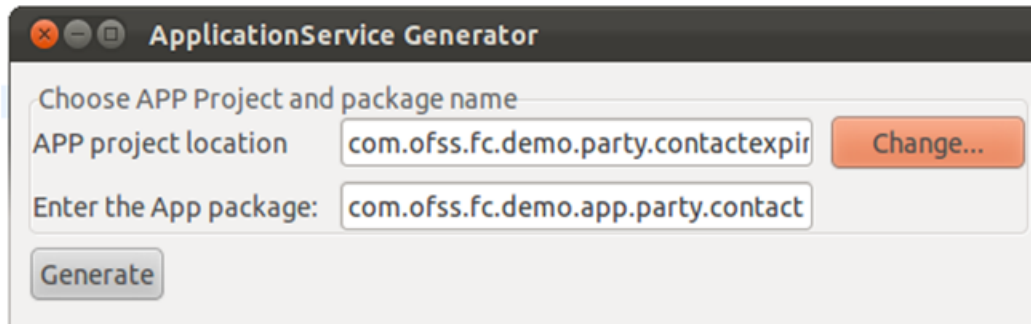 ApplicationService Generator
Choose APP Project and package name
APP project location com.ofss.fc.demo.party.contactexpir Change...
Enter the App package: com.ofss.fc.demo.app.party.contact
Generate